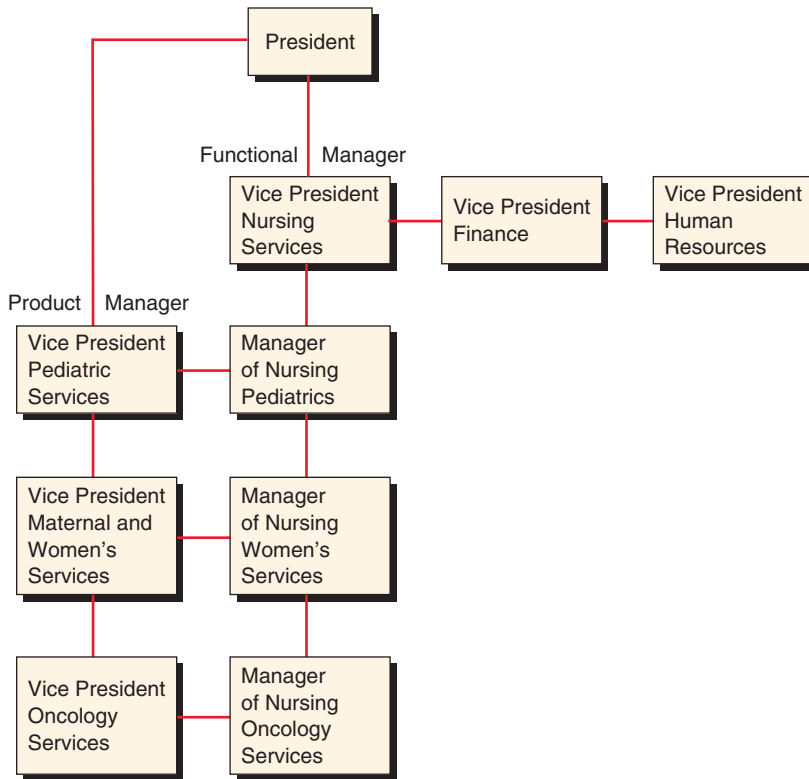 President
Functional Manager
Vice President
Nursing
Services
Vice President
Finance
Vice President
Human
Resources
Product Manager
Vice President
Pediatric
Services
Manager
of Nursing
Pediatrics
Vice President
Maternal and
Women's
Services
Manager
of Nursing
Women's
Services
Vice President
Oncology
Services
Manager
of Nursing
Oncology
Services